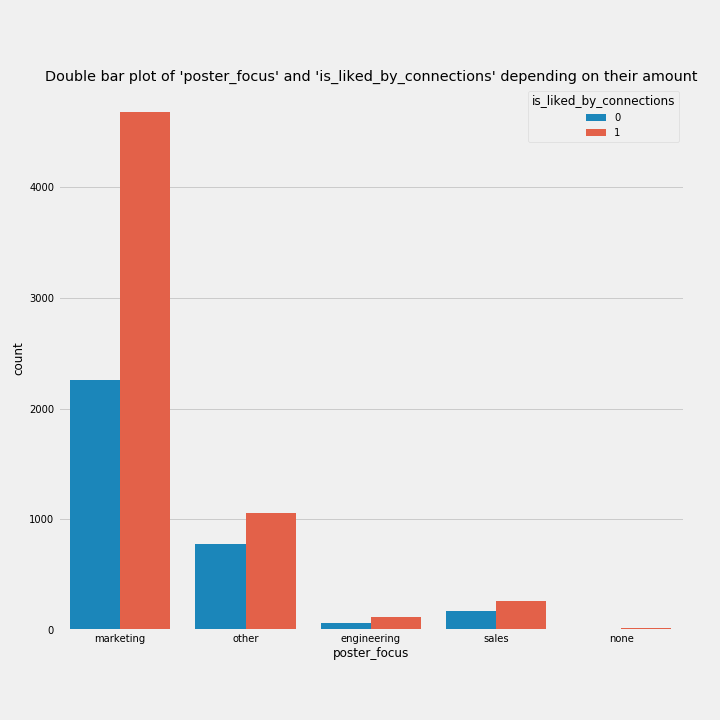 Double bar plot of 'poster_focus' and 'is_liked_by_connections' depending on their amount
is_liked_by_connections
0
1
4000
3000
2000
1000
0
count
marketing other engineering sales none
poster_focus